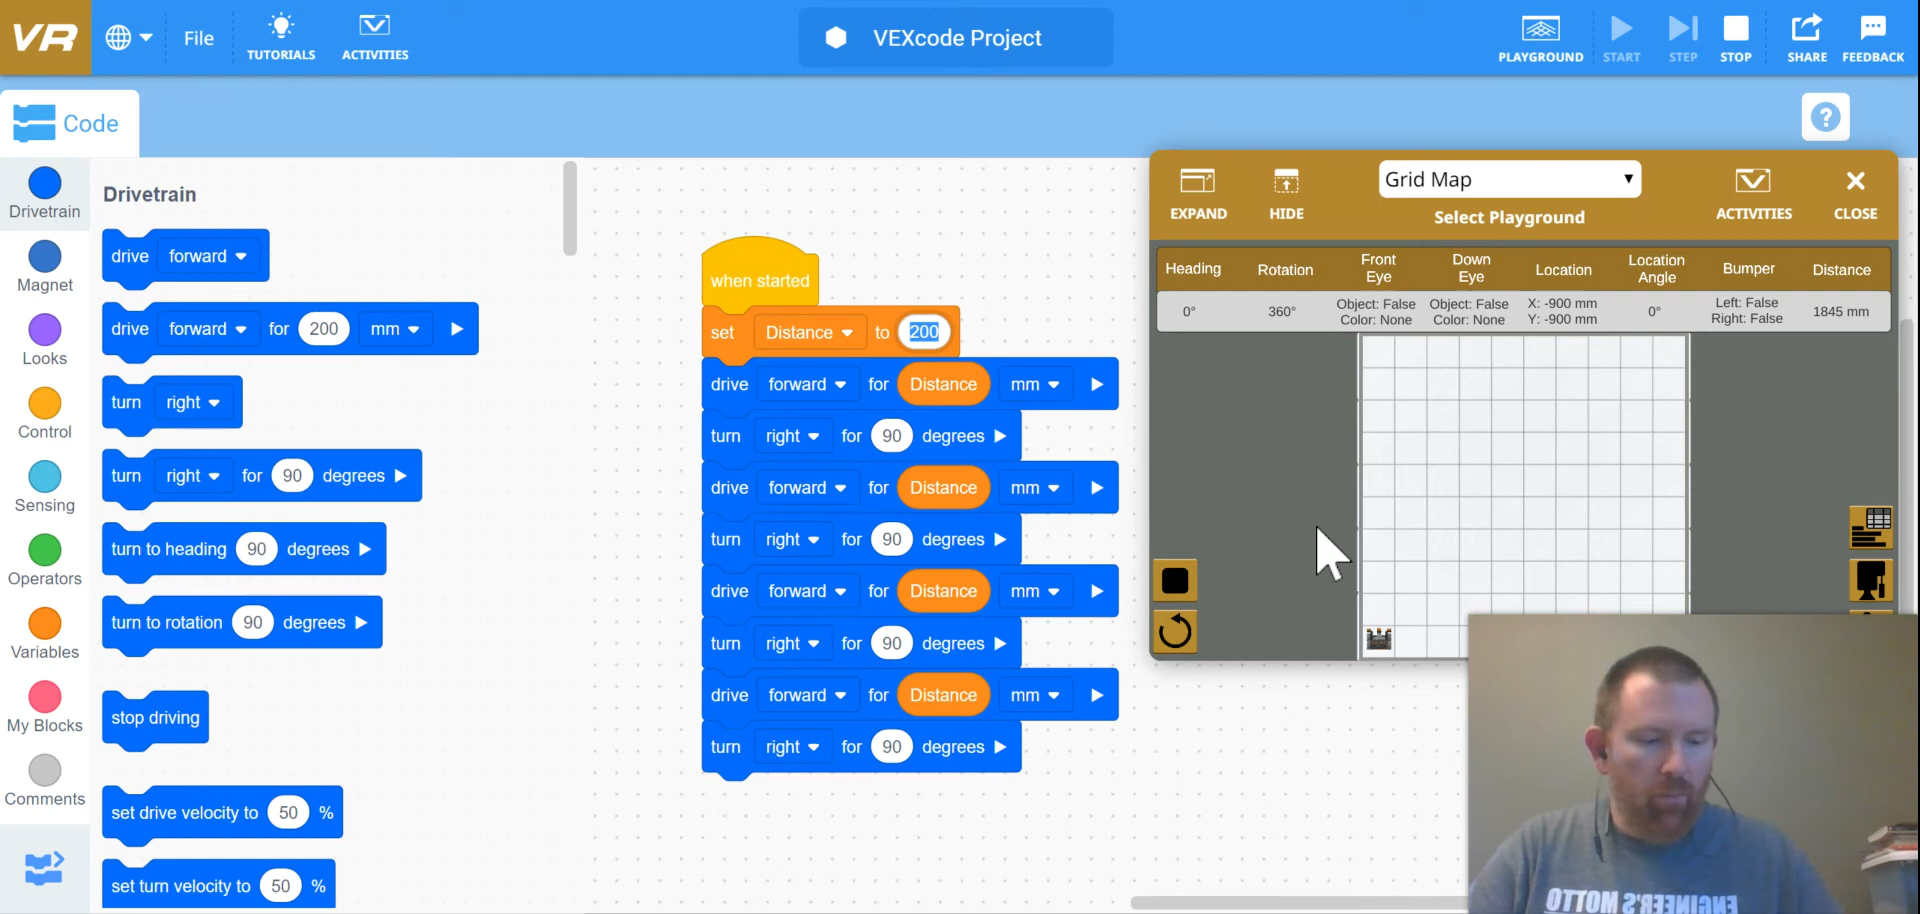 VR
File
TUTORIALS
ACTIVITIES
VEXcode Project
PLAYGROUND
START
STEP
STOP
SHARE
FEEDBACK
Code
?
Drivetrain
Magnet
Looks
Control
Sensing
Operators
Variables
My Blocks
Comments
Drivetrain
drive forward
drive forward for 200 mm
turn right
turn right for 90 degrees
turn to heading 90 degrees
turn to rotation 90 degrees
stop driving
set drive velocity to 50 %
set turn velocity to 50 %
when started
set Distance to 200
drive forward for Distance mm
turn right for 90 degrees
drive forward for Distance mm
turn right for 90 degrees
drive forward for Distance mm
turn right for 90 degrees
drive forward for Distance mm
turn right for 90 degrees
EXPAND
HIDE
Grid Map
Select Playground
ACTIVITIES
CLOSE
Heading Rotation Front Eye Down Eye Location Location Angle Bumper Distance
0° 360° Object: False Object: False X: -900 mm 0° Left: False 1845 mm
Color: None Color: None Y: -900 mm Right: False
ENGINEER'S MOTTO